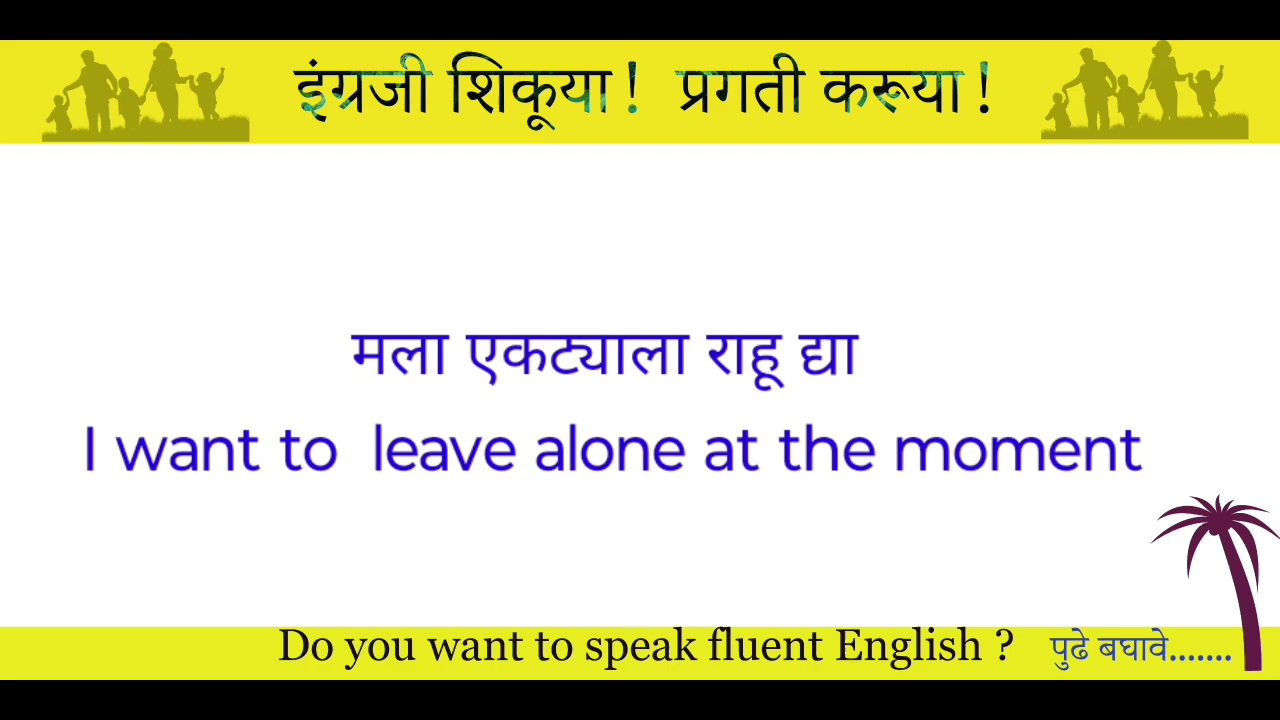 इंग्रजी शिकूया! प्रगती करूया!
मला एकट्याला राहू द्या
I want to leave alone at the moment
Do you want to speak fluent English ? पुढे बघावे.......